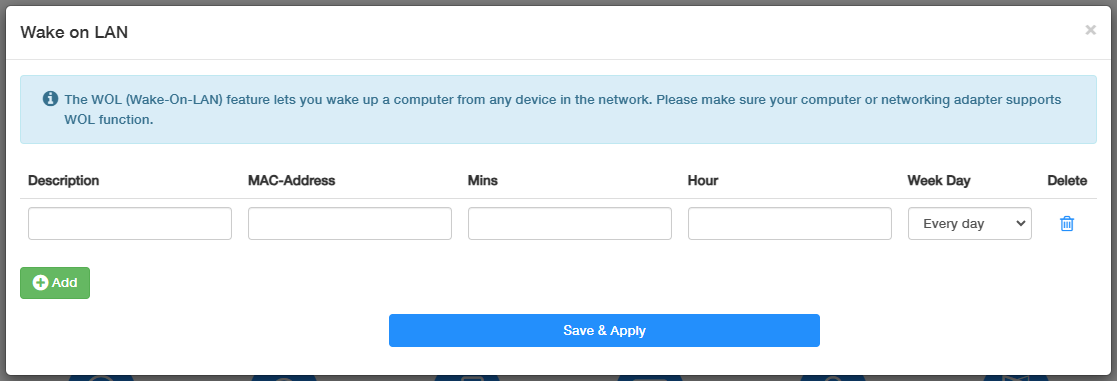 Wake on LAN
×
The WOL (Wake-On-LAN) feature lets you wake up a computer from any device in the network. Please make sure your computer or networking adapter supports
WOL function.
Description MAC-Address Mins Hour Week Day Delete
Every day
Add
Save & Apply